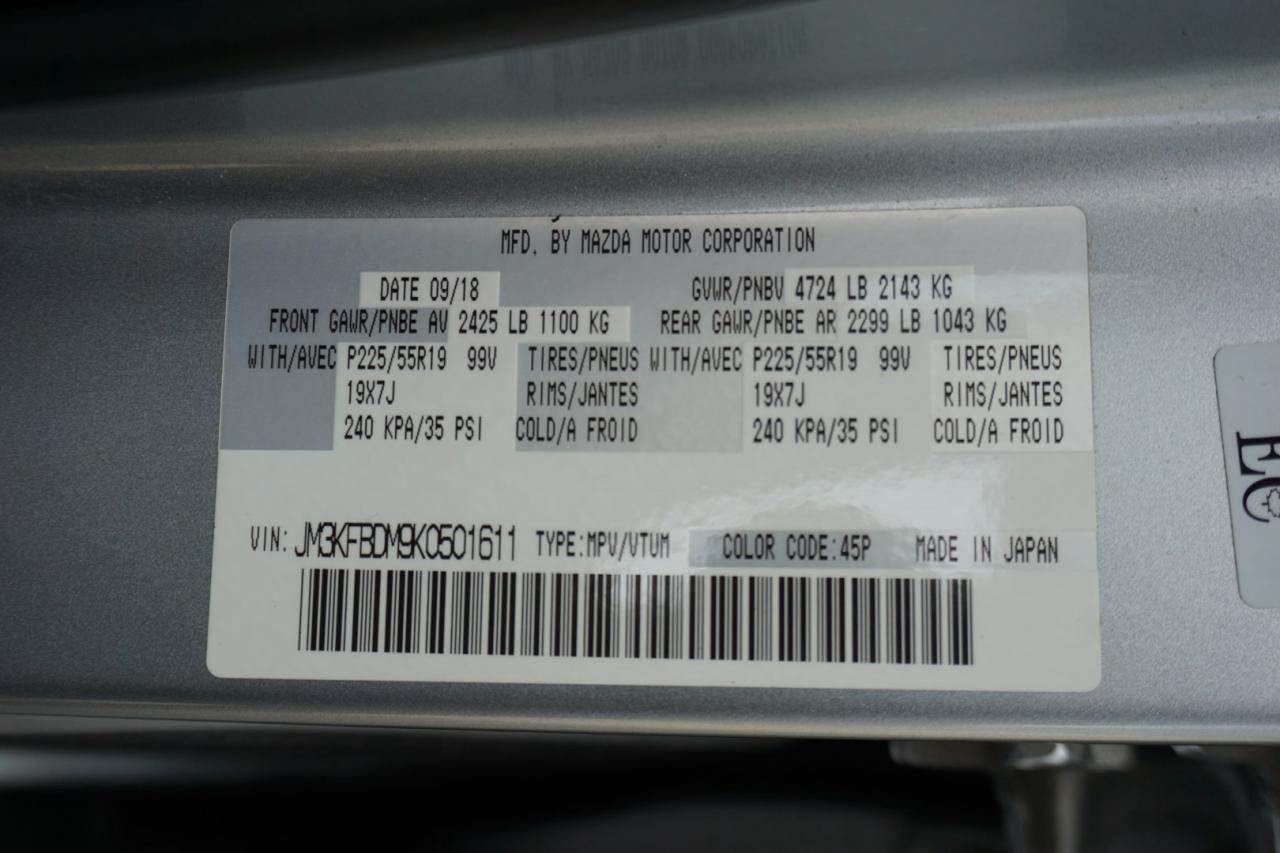 MFD. BY MAZDA MOTOR CORPORATION
DATE 09/18 GVWR/PNBV 4724 LB 2143 KG
FRONT GAWR/PNBE AV 2425 LB 1100 KG REAR GAWR/PNBE AR 2299 LB 1043 KG
WITH/AVEC P225/55R19 99V TIRES/PNEUS WITH/AVEC P225/55R19 99V TIRES/PNEUS
19X7J RIMS/JANTES 19X7J RIMS/JANTES
240 KPA/35 PSI COLD/A FROID 240 KPA/35 PSI COLD/A FROID
VIN: JM3KFBDM9K0501611 TYPE:MPV/VTUM COLOR CODE:45P MADE IN JAPAN
EC